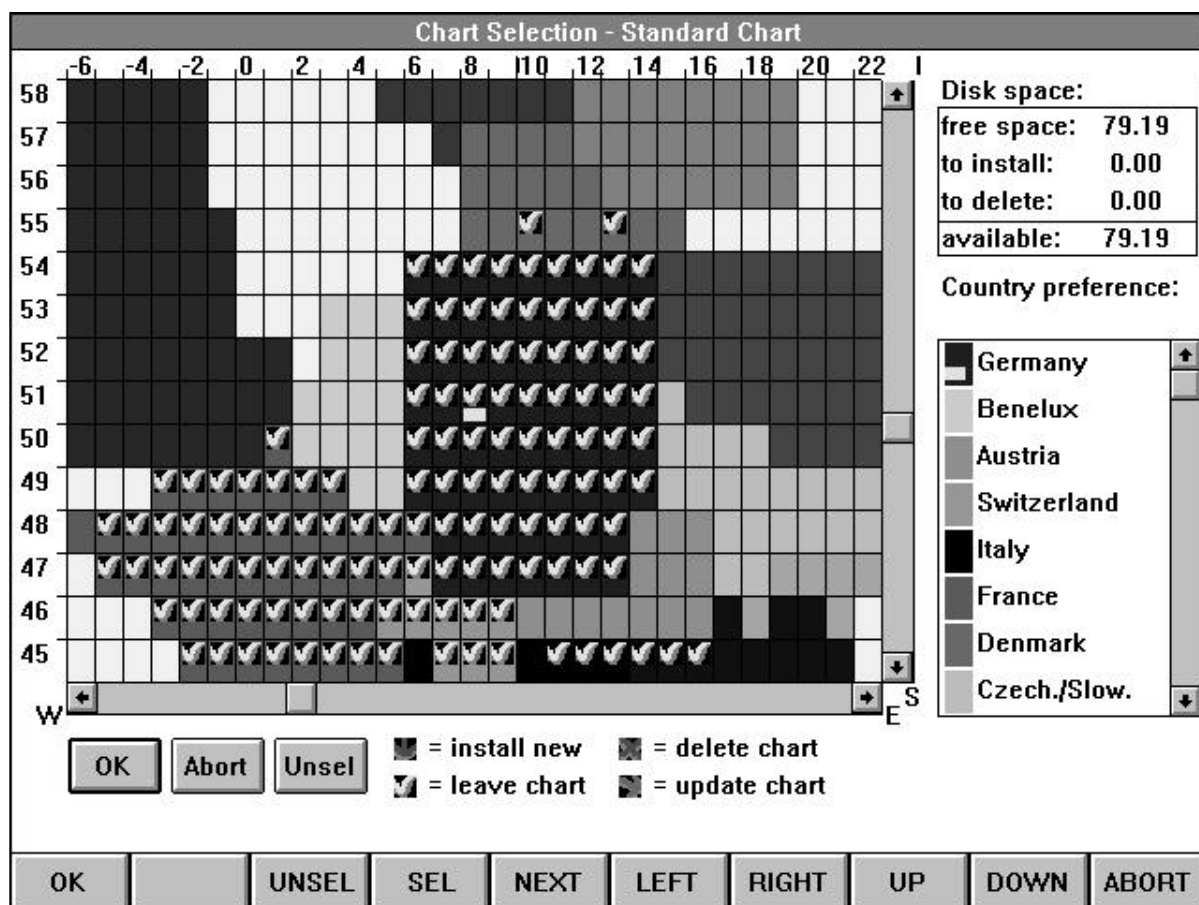 Chart Selection - Standard Chart
-6 -4 -2 0 2 4 6 8 10 12 14 16 18 20 22
58
57
56
55
54
53
52
51
50
49
48
47
46
45
W
E
S
Disk space:
free space: 79.19
to install: 0.00
to delete: 0.00
available: 79.19
Country preference:
Germany
Benelux
Austria
Switzerland
Italy
France
Denmark
Czech./Slow.
OK Abort Unsel
= install new = delete chart
= leave chart = update chart
OK UNSEL SEL NEXT LEFT RIGHT UP DOWN ABORT